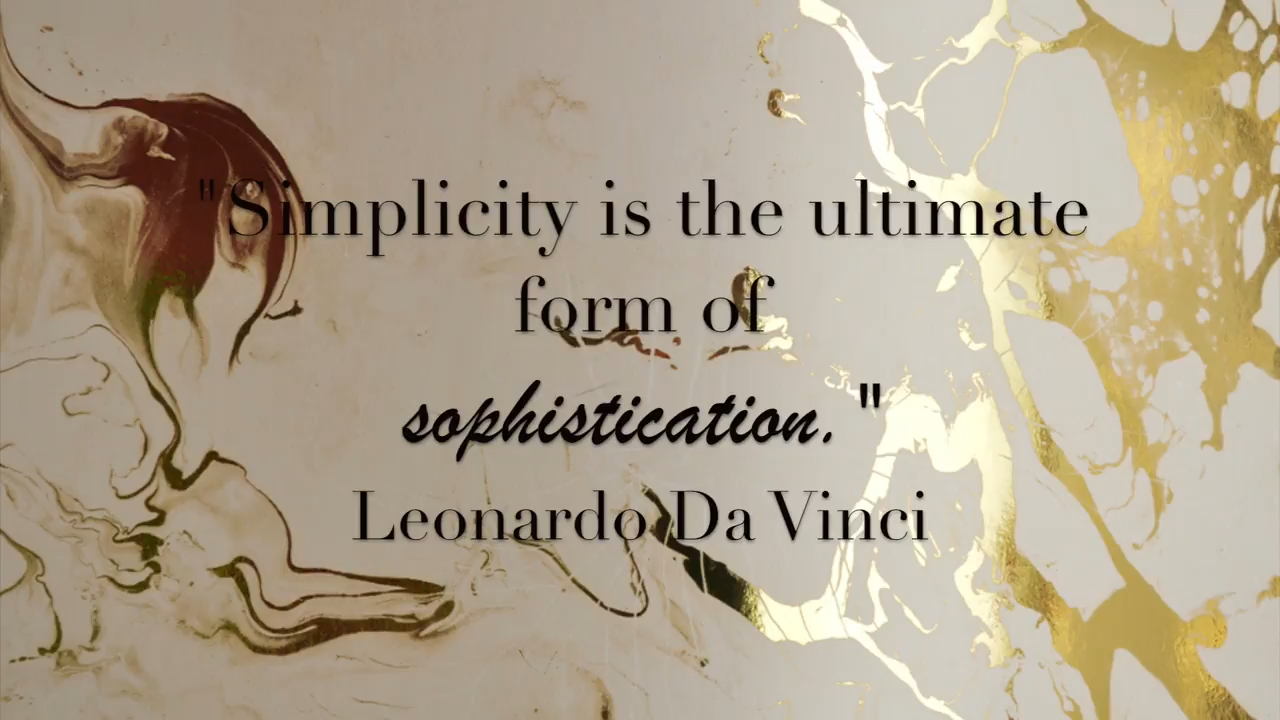 "Simplicity is the ultimate
form of
sophistication."
Leonardo Da Vinci